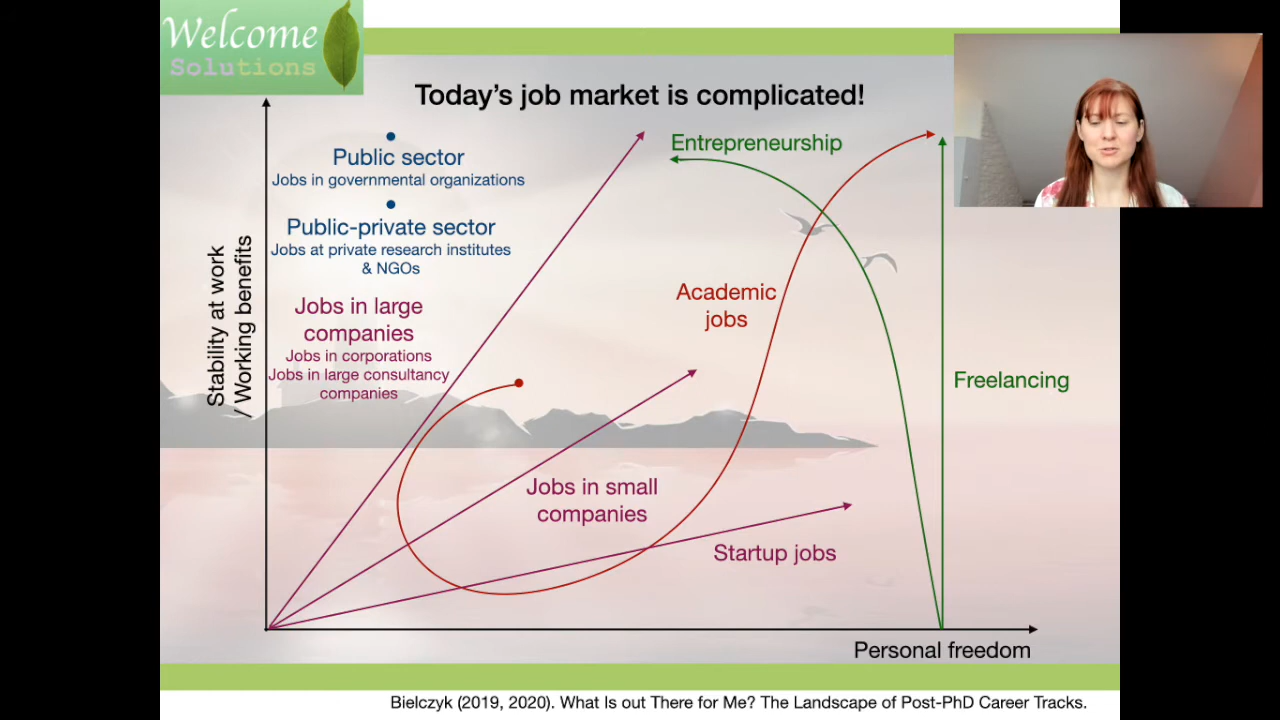 Welcome
Solutions
Today's job market is complicated!
Public sector
Jobs in governmental organizations
Public-private sector
Jobs at private research institutes
& NGOs
Jobs in large
companies
Jobs in corporations
Jobs in large consultancy
companies
Stability at work
/ Working benefits
Entrepreneurship
Academic
jobs
Freelancing
Jobs in small
companies
Startup jobs
Personal freedom
Bielczyk (2019, 2020). What Is out There for Me? The Landscape of Post-PhD Career Tracks.